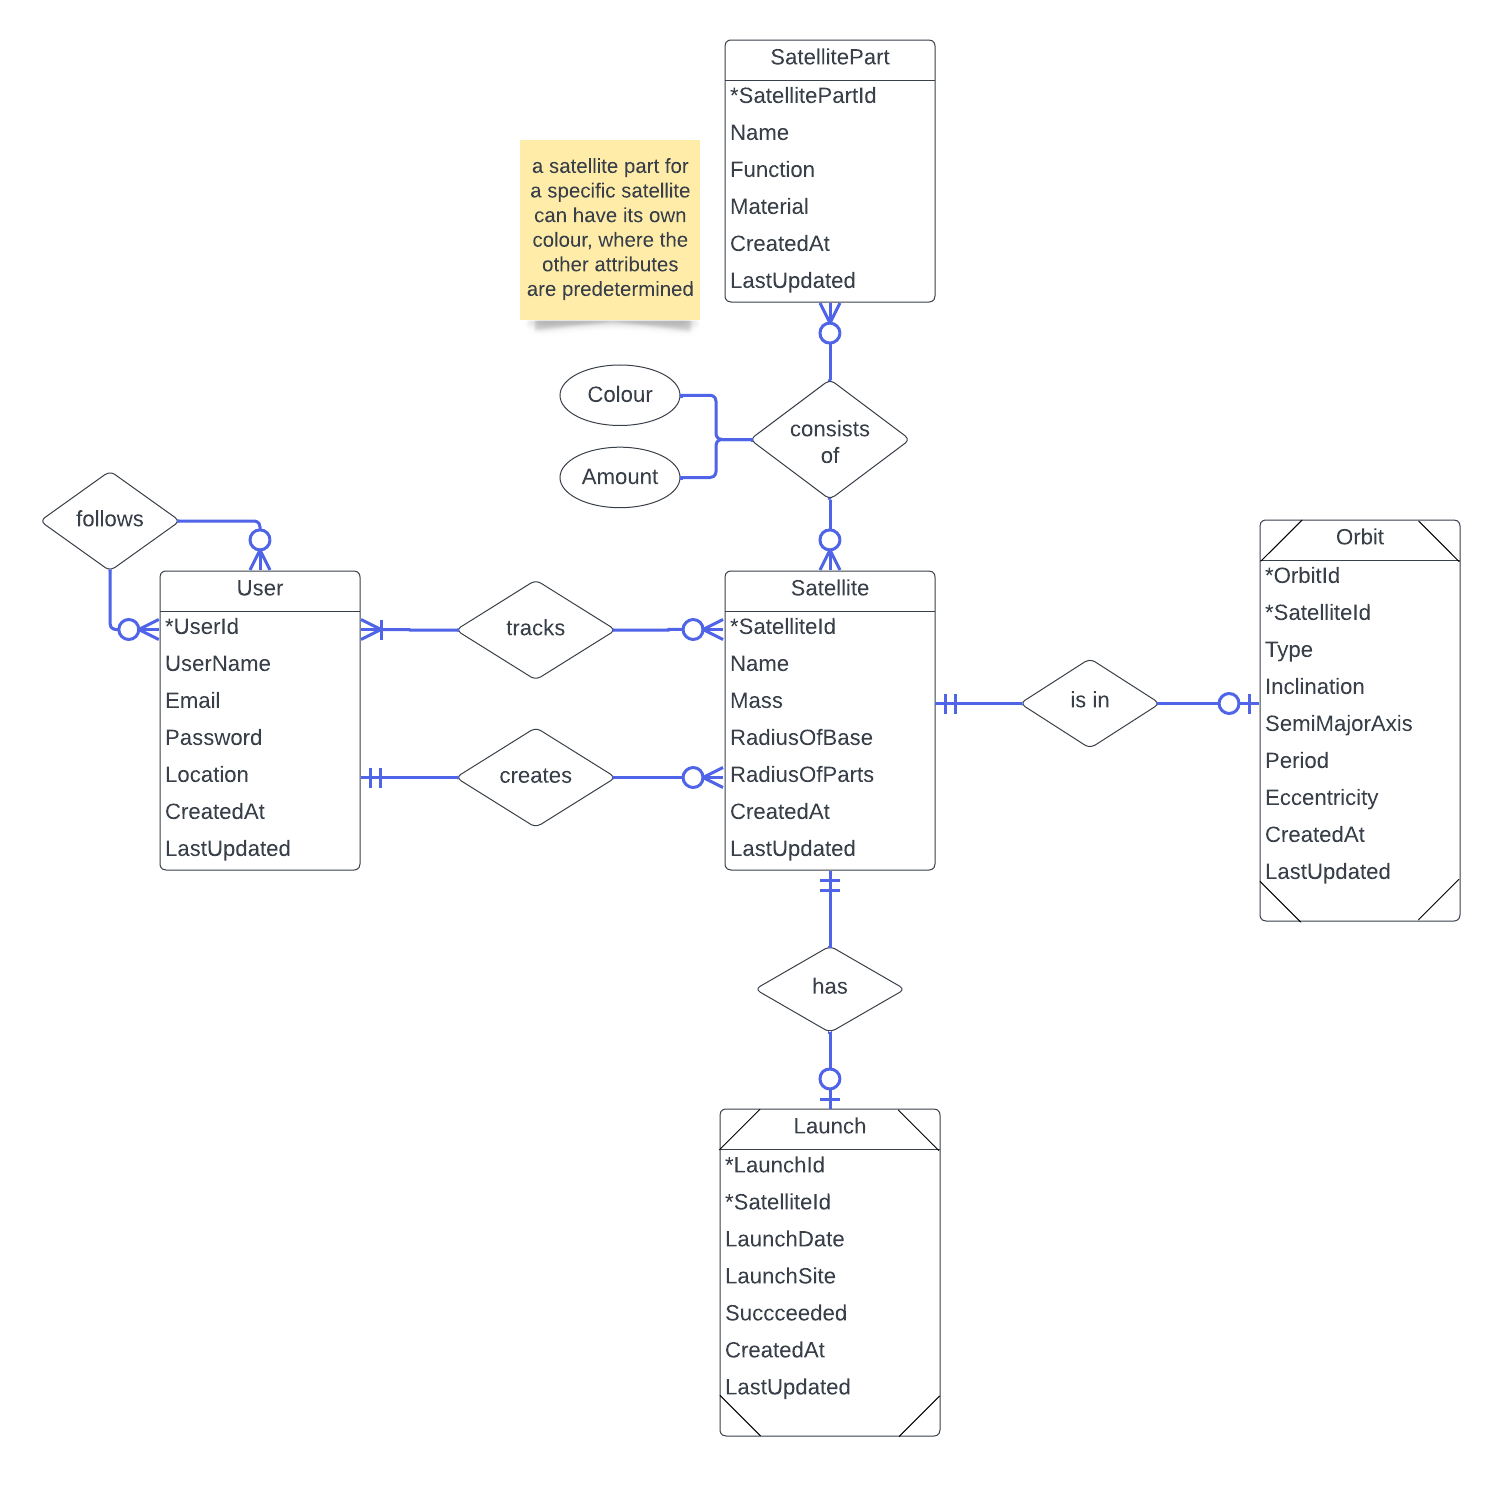 SatellitePart
*SatellitePartId
Name
Function
Material
CreatedAt
LastUpdated
a satellite part for
a specific satellite
can have its own
colour, where the
other attributes
are predetermined
Colour
Amount
consists
of
follows
User
*UserId
UserName
Email
Password
Location
CreatedAt
LastUpdated
tracks
creates
Satellite
*SatelliteId
Name
Mass
RadiusOfBase
RadiusOfParts
CreatedAt
LastUpdated
is in
Orbit
*OrbitId
*SatelliteId
Type
Inclination
SemiMajorAxis
Period
Eccentricity
CreatedAt
LastUpdated
has
Launch
*LaunchId
*SatelliteId
LaunchDate
LaunchSite
Succceeded
CreatedAt
LastUpdated